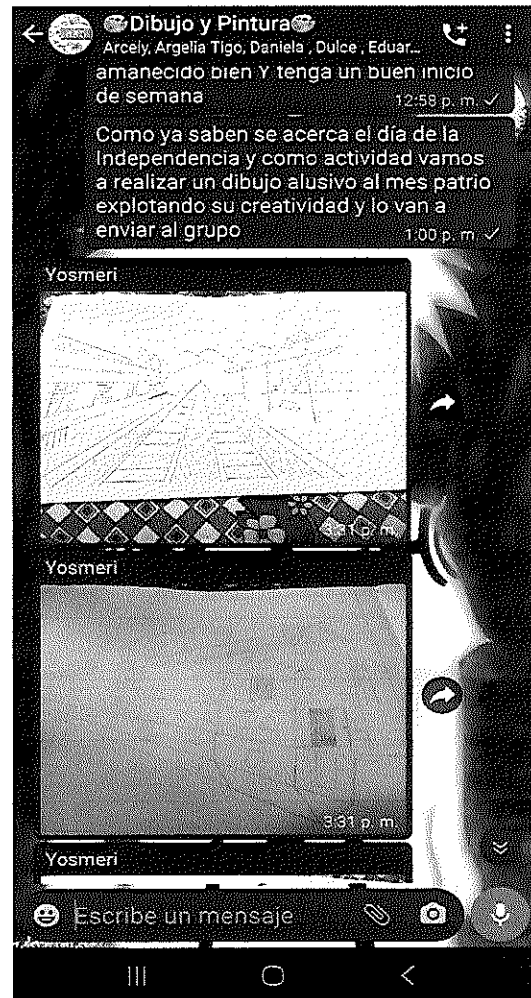 Dibujo y Pintura
Arcely, Argelia Tigo, Daniela , Dulce , Eduar...
amanecido bien Y tenga un buen inicio
de semana
12:58 p. m.
Como ya saben se acerca el día de la
Independencia y como actividad vamos
a realizar un dibujo alusivo al mes patrio
explotando su creatividad y lo van a
enviar al grupo
1:00 p. m.
Yosmeri
3:31 p. m.
Yosmeri
3:31 p. m.
Yosmeri
Escribe un mensaje